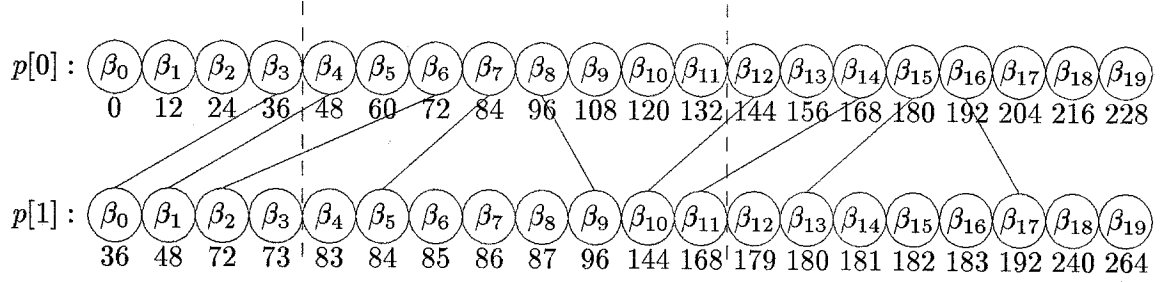 p[0] : β₀ β₁ β₂ β₃ β₄ β₅ β₆ β₇ β₈ β₉ β₁₀ β₁₁ β₁₂ β₁₃ β₁₄ β₁₅ β₁₆ β₁₇ β₁₈ β₁₉
0 12 24 36 48 60 72 84 96 108 120 132 144 156 168 180 192 204 216 228
p[1] : β₀ β₁ β₂ β₃ β₄ β₅ β₆ β₇ β₈ β₉ β₁₀ β₁₁ β₁₂ β₁₃ β₁₄ β₁₅ β₁₆ β₁₇ β₁₈ β₁₉
36 48 72 73 83 84 85 86 87 96 144 168 179 180 181 182 183 192 240 264